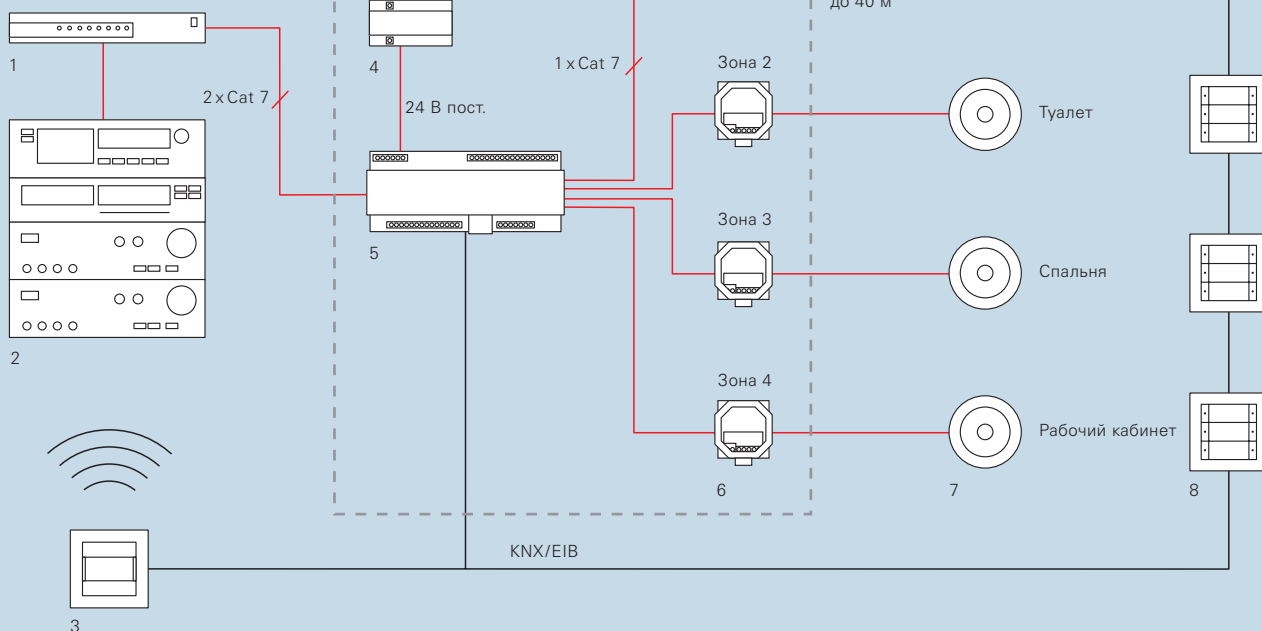 до 40 м
1
4
1 x Cat 7
Зона 2
2 x Cat 7
24 В пост.
Туалет
Зона 3
5
Спальня
2
Зона 4
Рабочий кабинет
6
7
8
KNX/EIB
3